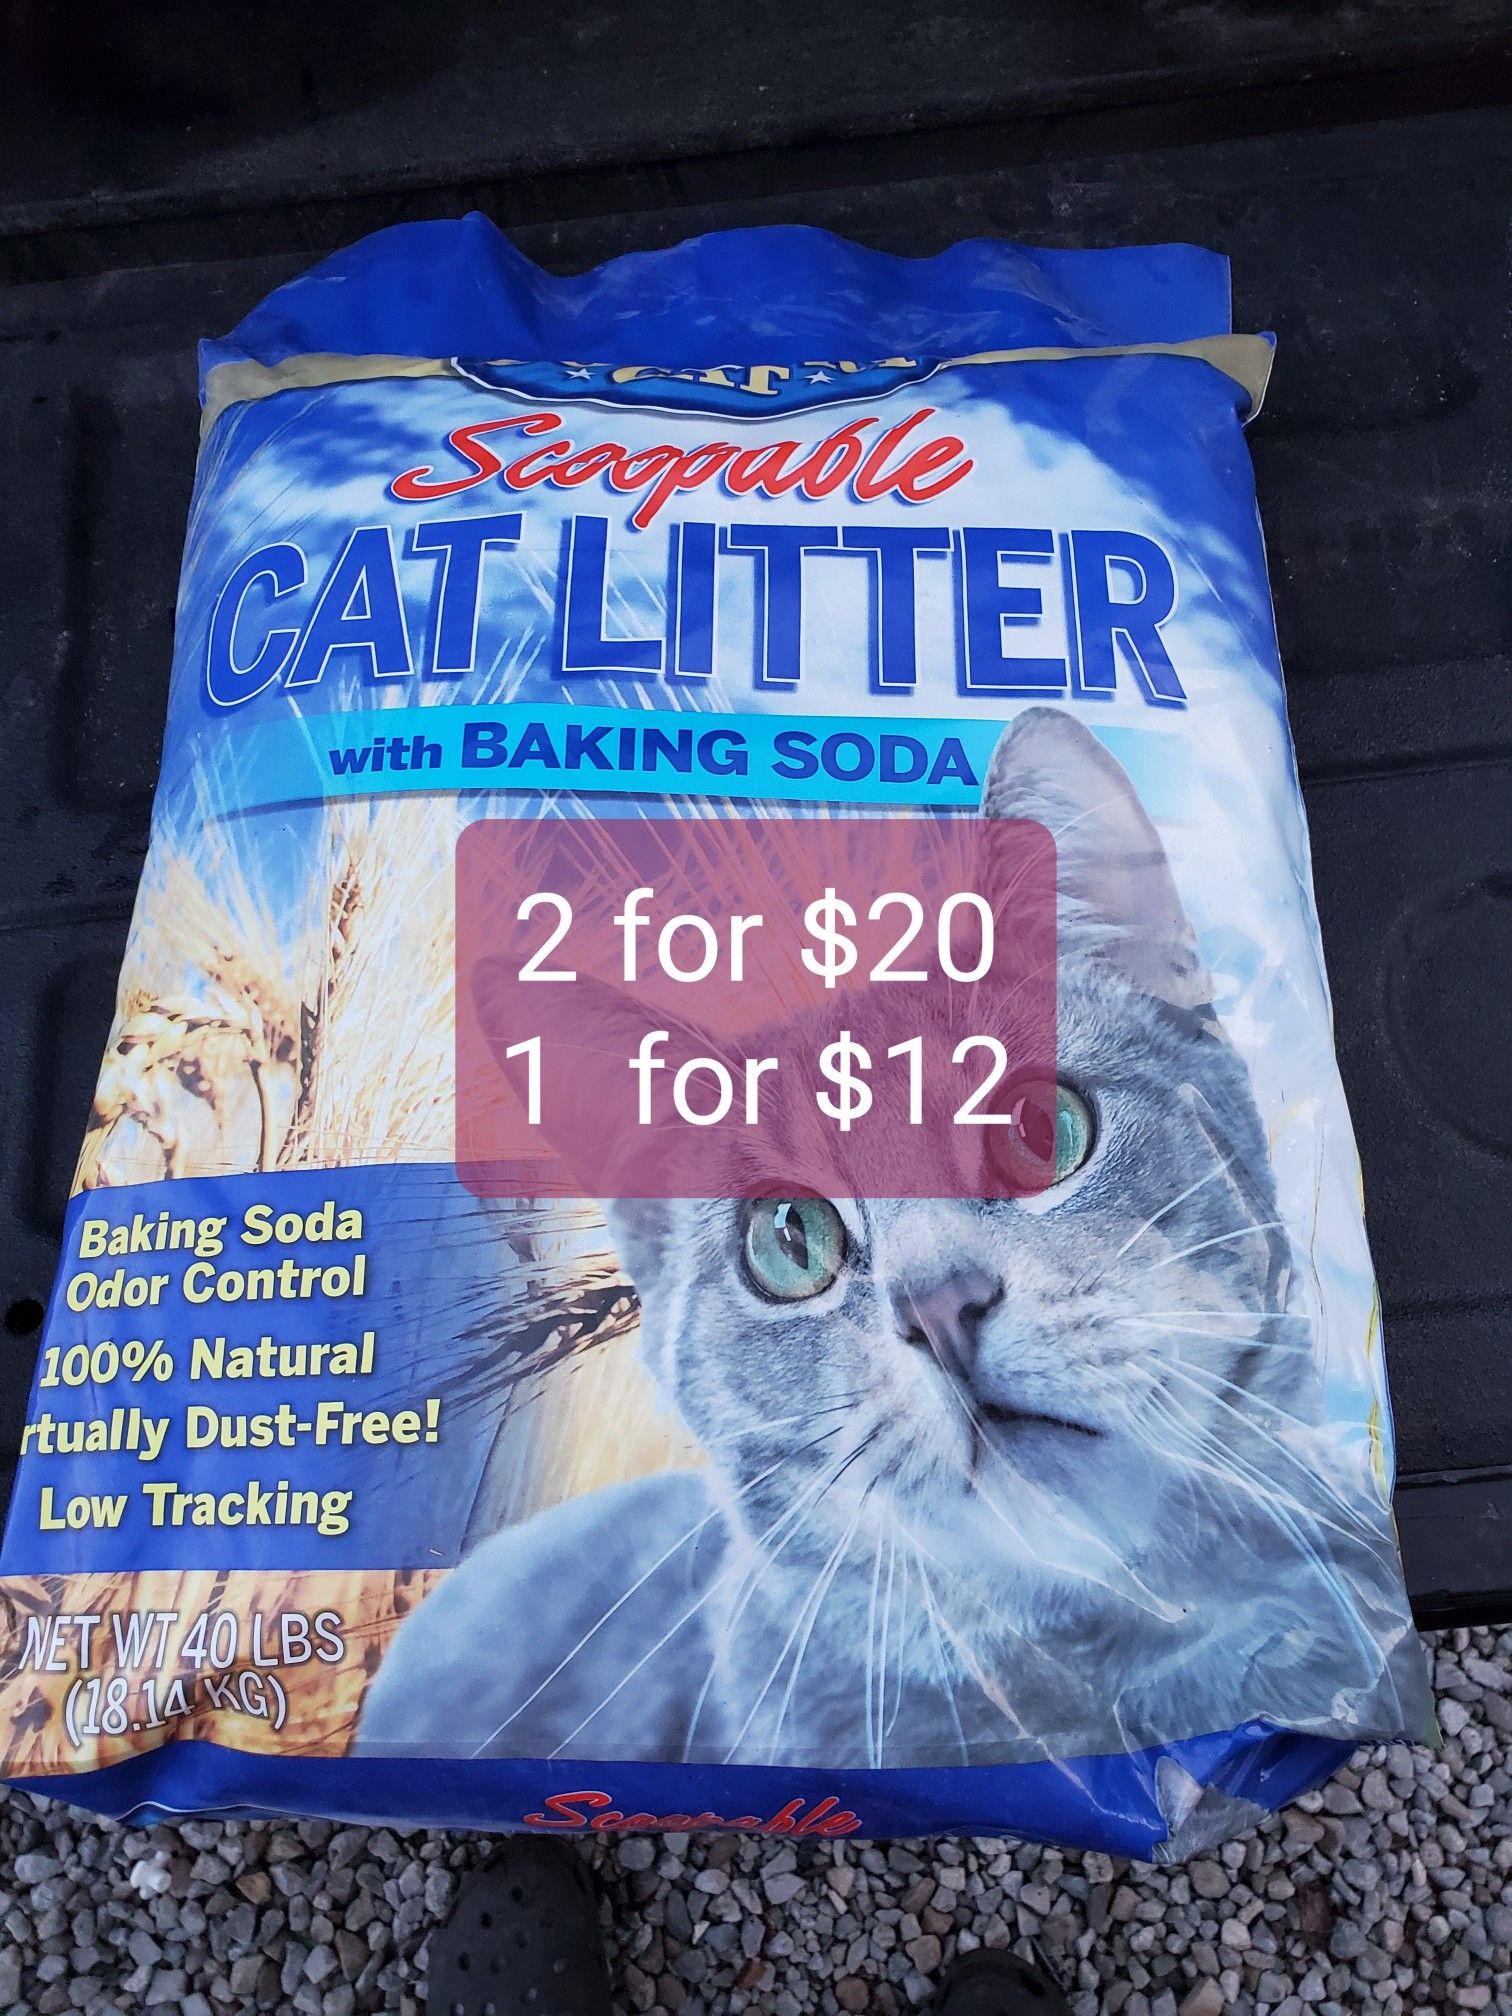 Scoopable
CAT LITTER
with BAKING SODA
2 for $20
1 for $12
Baking Soda
Odor Control
100% Natural
rtually Dust-Free!
Low Tracking
NET WT 40 LBS
(18.14 KG)
Scoopable